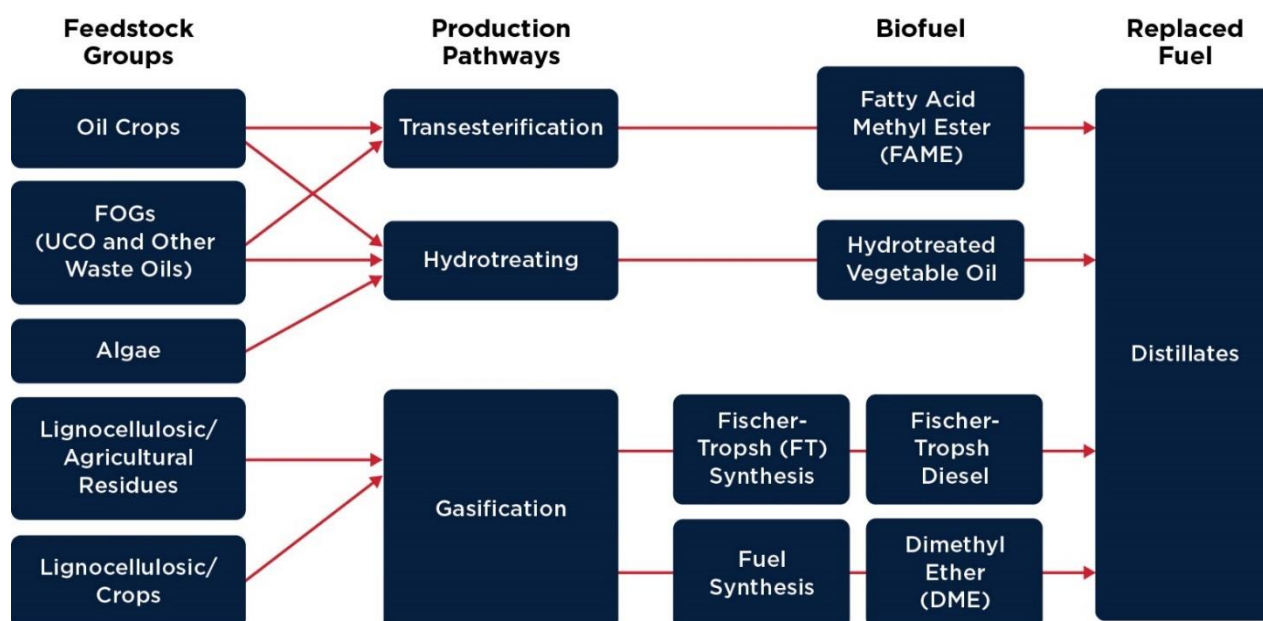 Feedstock
Groups
Production
Pathways
Biofuel
Replaced
Fuel
Oil Crops
Transesterification
Fatty Acid
Methyl Ester
(FAME)
FOGs
(UCO and Other
Waste Oils)
Hydrotreating
Hydrotreated
Vegetable Oil
Algae
Distillates
Lignocellulosic/
Agricultural
Residues
Gasification
Fischer-
Tropsh (FT)
Synthesis
Fischer-
Tropsh
Diesel
Lignocellulosic/
Crops
Fuel
Synthesis
Dimethyl
Ether
(DME)